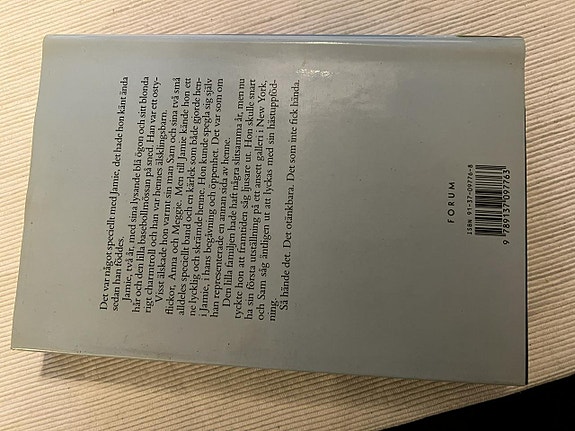 Det var något speciellt med Jamie, det hade hon känt ända
sedan han föddes.
Jamie, två år, med sina lysande blå ögon och sitt blonda
hår och den lilla basebollmössan på sned. Han var ett osty-
rigt charmtroll och han var hennes älsklingsbarn.
Visst älskade hon varmt sin man Sam och sina två små
flickor, Anna och Meggie. Men till Jamie kände hon ett
alldeles speciellt band och en kärlek som både gjorde hen-
ne lycklig och skrämde henne. Hon kunde spegla sig själv
i Jamie, i hans begåvning och öppenhet. Det var som om
han representerade en annan sida av henne.
Den lilla familjen hade haft några slitsamma år, men nu
tyckte hon att framtiden såg ljusare ut. Hon skulle snart
ha sin första utställning på ett ansett galleri i New York,
och Sam såg äntligen ut att lyckas med sin hästuppföd-
ning.
Så hände det. Det otänkbara. Det som inte fick hända.
FORUM
ISBN 91-37-09776-8
9 789137 097763